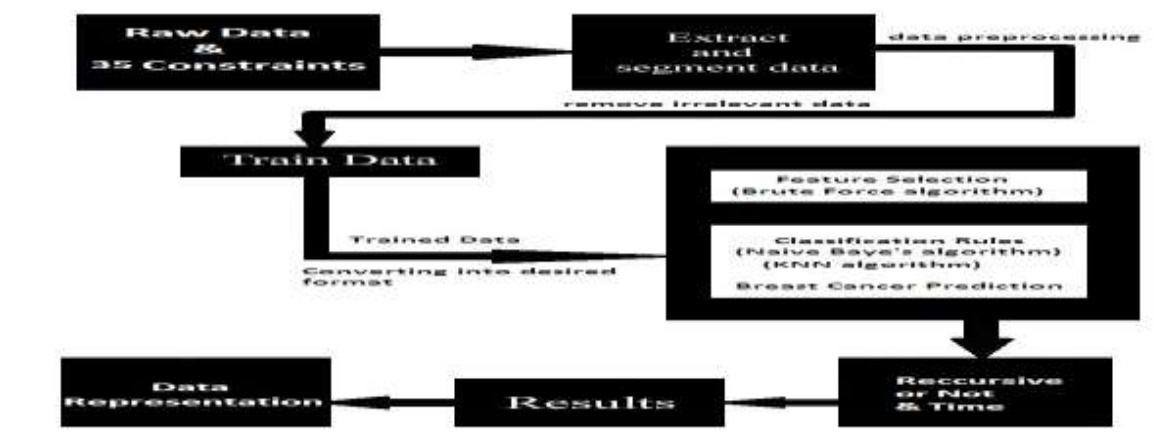 Raw Data
&
35 Constraints
Extract
and
segment data
data preprocessing
remove irrelevant data
Train Data
Feature Selection
(Brute Force algorithm)
Trained Data
Converting into desired
format
Classification Rules
(Naive Baye's algorithm)
(KNN algorithm)
Breast Cancer Prediction
Reccursive
or Not
& Time
Results
Data
Representation